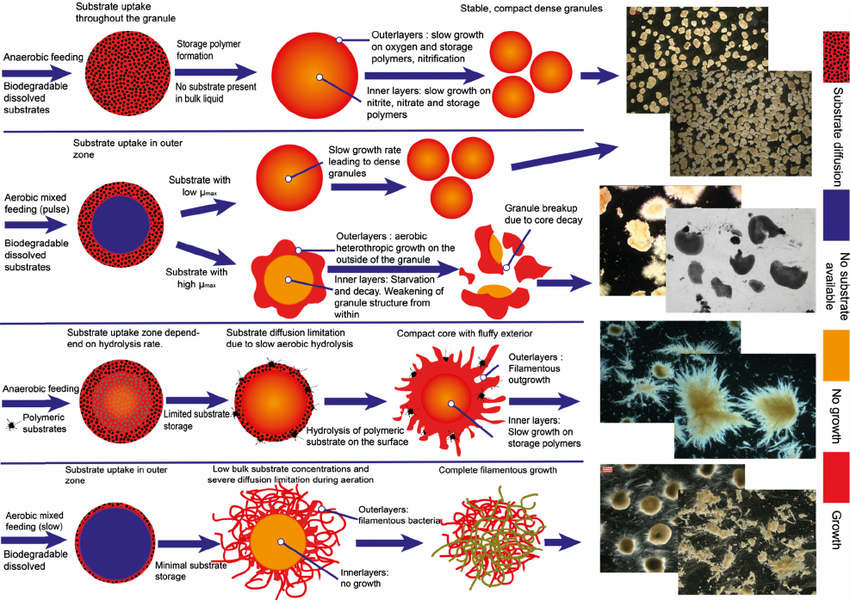 Substrate uptake
throughout the granule
Stable, compact dense granules
Anaerobic feeding
Biodegradable
dissolved
substrates
Storage polymer
formation
No substrate present
in bulk liquid
Outerlayers : slow growth
on oxygen and storage
polymers, nitrification
Inner layers: slow growth on
nitrite, nitrate and storage
polymers
Substrate uptake in outer
zone
Aerobic mixed
feeding (pulse)
Biodegradable
dissolved
substrates
Substrate with
low μmax
Substrate with
high μmax
Slow growth rate
leading to dense
granules
Outerlayers : aerobic
heterothropic growth on the
outside of the granule
Inner layers: Starvation
and decay. Weakening of
granule structure from
within
Granule breakup
due to core decay
Substrate uptake zone depend-
end on hydrolysis rate.
Anaerobic feeding
Polymeric
substrates
Limited substrate
storage
Substrate diffusion limitation
due to slow aerobic hydrolysis
Hydrolysis of polymeric
substrate on the surface
Compact core with fluffy exterior
Outerlayers :
Filamentous
outgrowth
Inner layers:
Slow growth on
storage polymers
Substrate uptake in outer
zone
Aerobic mixed
feeding (slow)
Biodegradable
dissolved
Minimal substrate
storage
Low bulk substrate concentrations and
severe diffusion limitation during aeration
Outerlayers:
filamentous bacteria
Innerlayers:
no growth
Complete filamentous growth
Substrate diffusion
No substrate
available
No growth
Growth